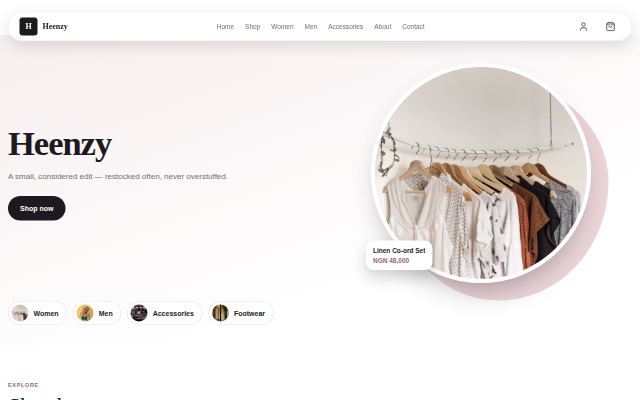 H Heenzy
Home Shop Women Men Accessories About Contact
Heenzy
A small, considered edit — restocked often, never overstuffed.
Shop now
Linen Co-ord Set
NGN 48,000
Women Men Accessories Footwear
EXPLORE